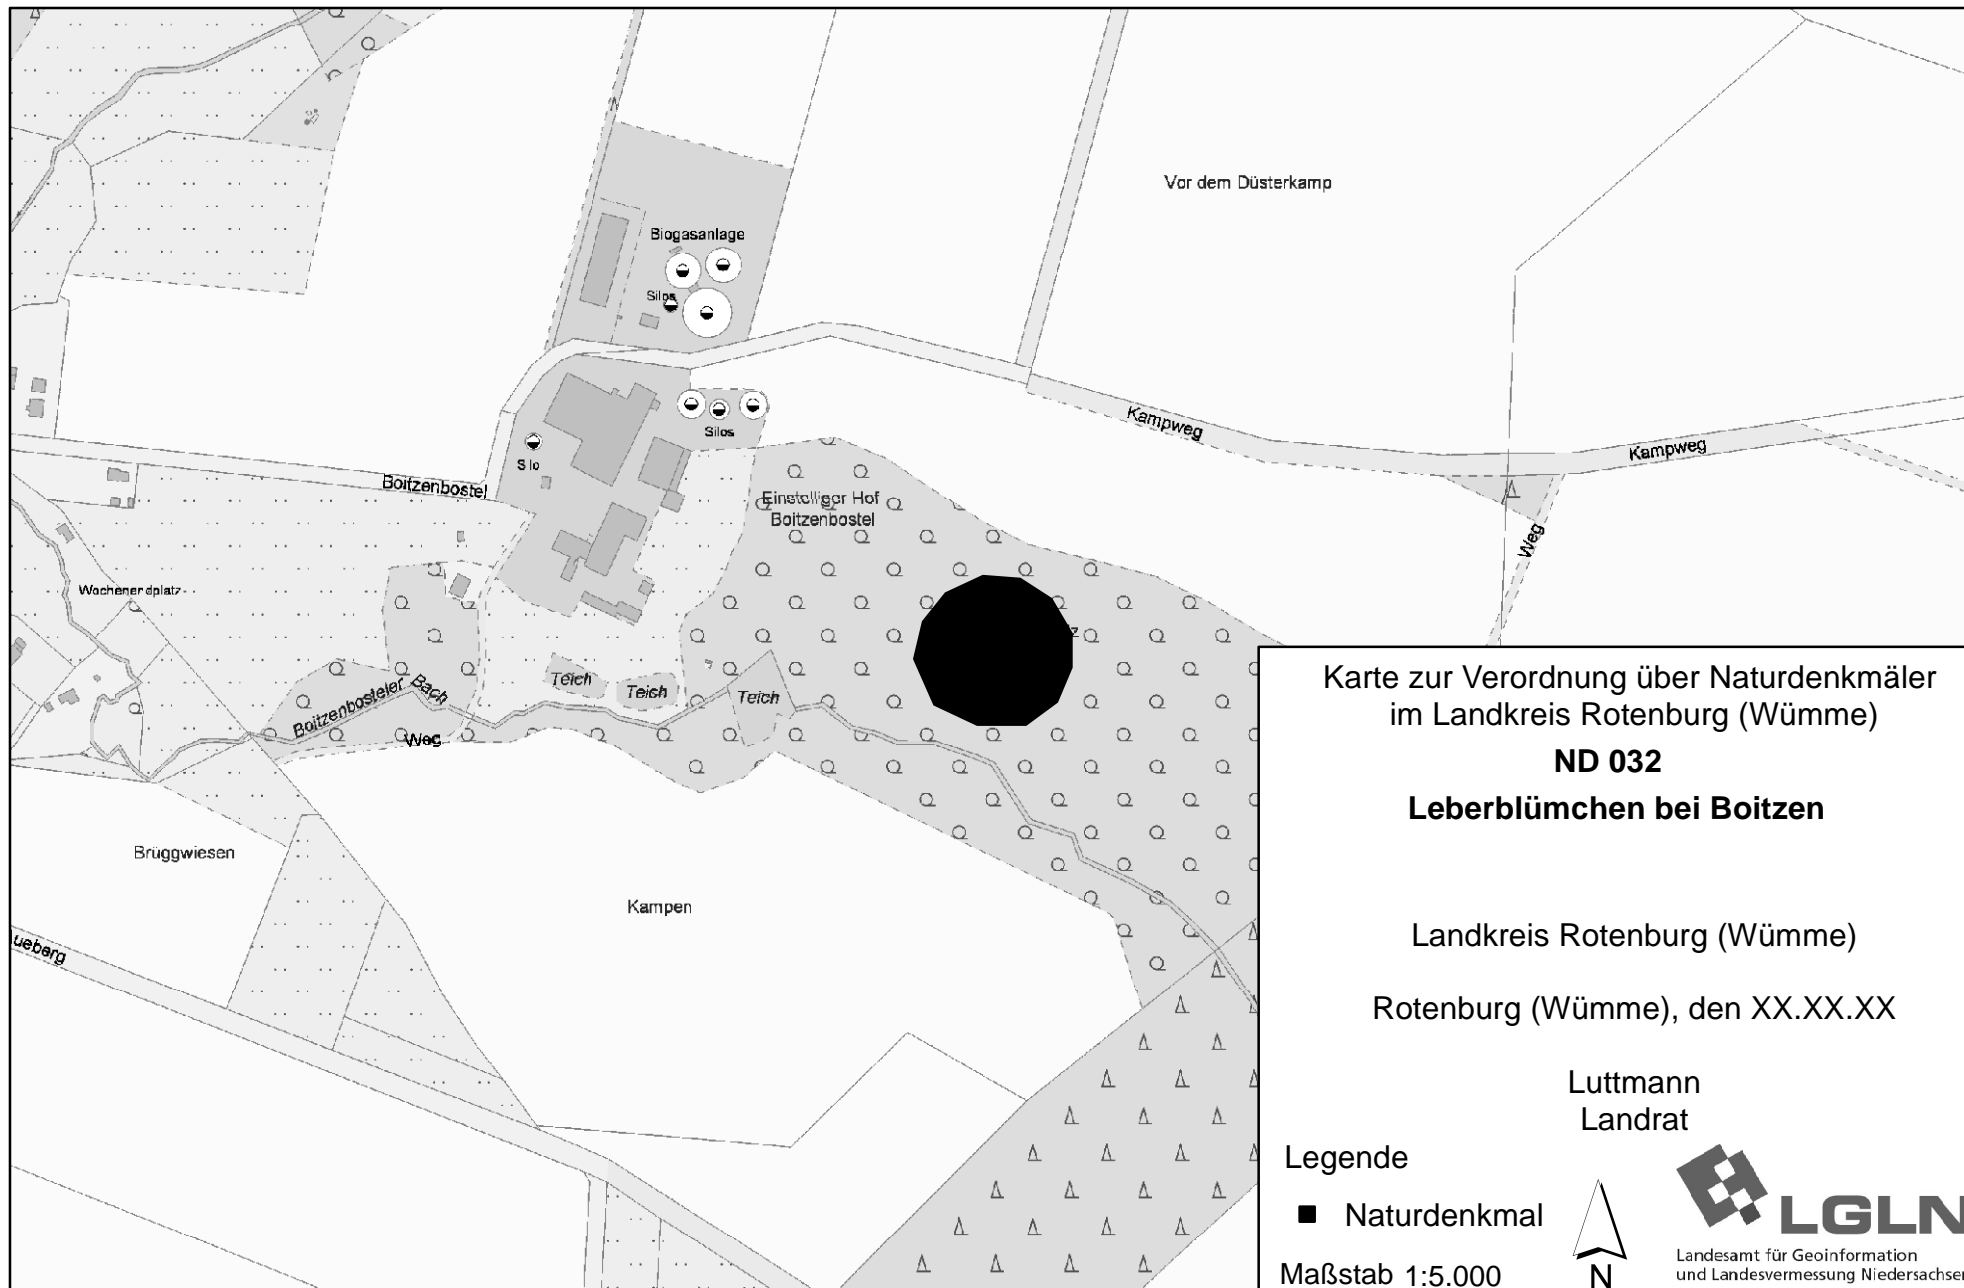 Vor dem Düsterkamp
Biogasanlage
Silos
Kampweg
Kampweg
Silos
Silo
Boitzenbostel
Einstelliger Hof
Boitzenbostel
Weg
Wochenendplatz
Teich
Teich
Teich
Boitzenbosteler Bach
Weg
Brüggwiesen
Kampen
ueberg
Karte zur Verordnung über Naturdenkmäler
im Landkreis Rotenburg (Wümme)
ND 032
Leberblümchen bei Boitzen
Landkreis Rotenburg (Wümme)
Rotenburg (Wümme), den XX.XX.XX
Luttmann
Landrat
Legende
Naturdenkmal
Maßstab 1:5.000
N
LGLN
Landesamt für Geoinformation
und Landesvermessung Niedersachsen